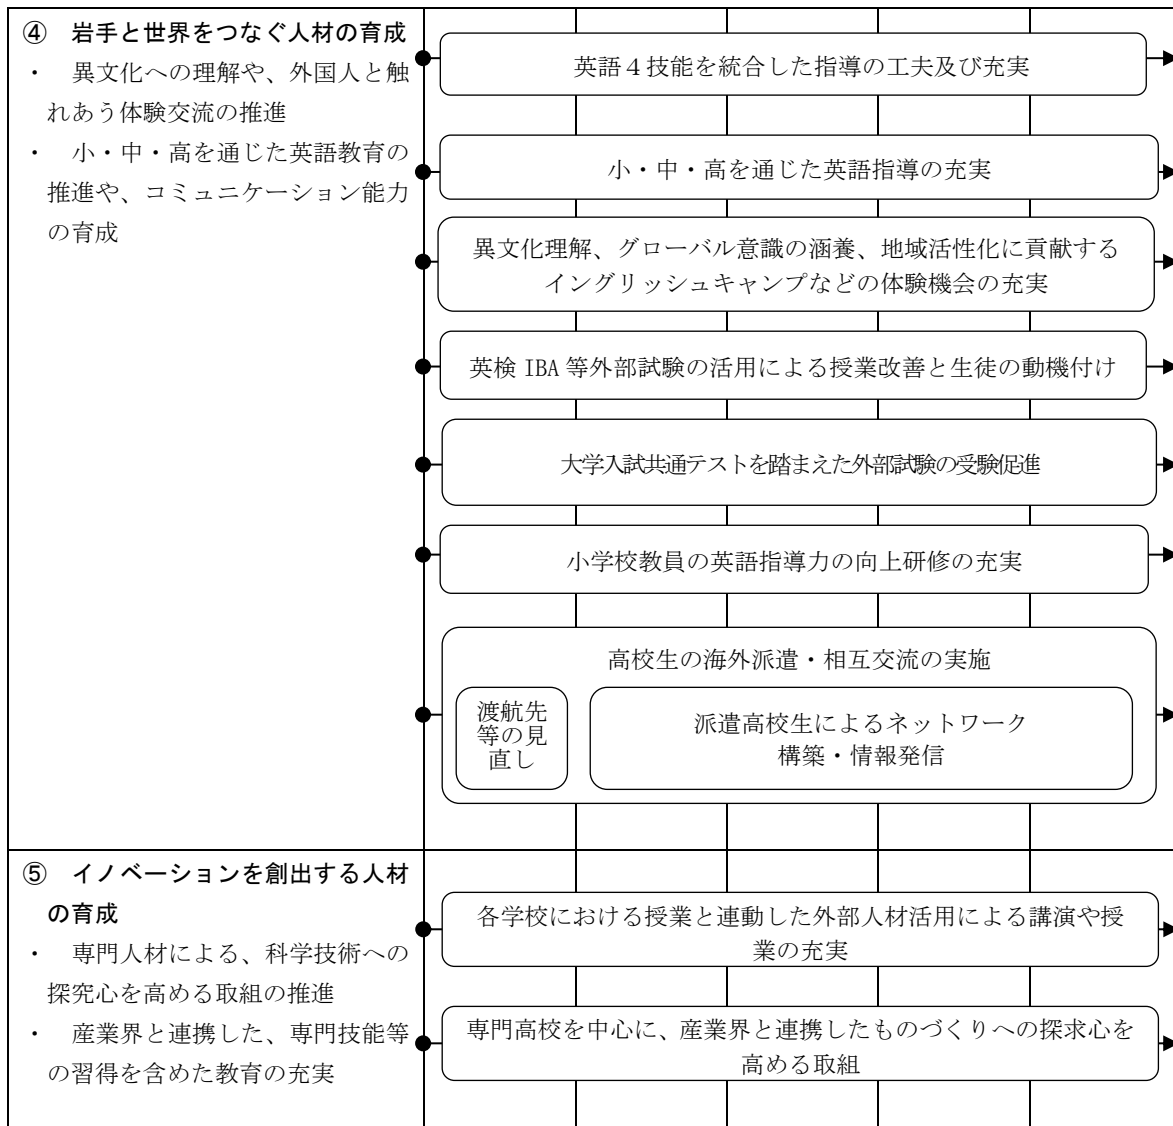 ④ 岩手と世界をつなぐ人材の育成
・ 異文化への理解や、外国人と触
れあう体験交流の推進
・ 小・中・高を通じた英語教育の
推進や、コミュニケーション能力
の育成
英語４技能を統合した指導の工夫及び充実
小・中・高を通じた英語指導の充実
異文化理解、グローバル意識の涵養、地域活性化に貢献する
イングリッシュキャンプなどの体験機会の充実
英検 IBA 等外部試験の活用による授業改善と生徒の動機付け
大学入試共通テストを踏まえた外部試験の受験促進
小学校教員の英語指導力の向上研修の充実
高校生の海外派遣・相互交流の実施
渡航先
等の見
直し
派遣高校生によるネットワーク
構築・情報発信
⑤ イノベーションを創出する人材
の育成
・ 専門人材による、科学技術への
探究心を高める取組の推進
・ 産業界と連携した、専門技能等
の習得を含めた教育の充実
各学校における授業と連動した外部人材活用による講演や授
業の充実
専門高校を中心に、産業界と連携したものづくりへの探求心を
高める取組